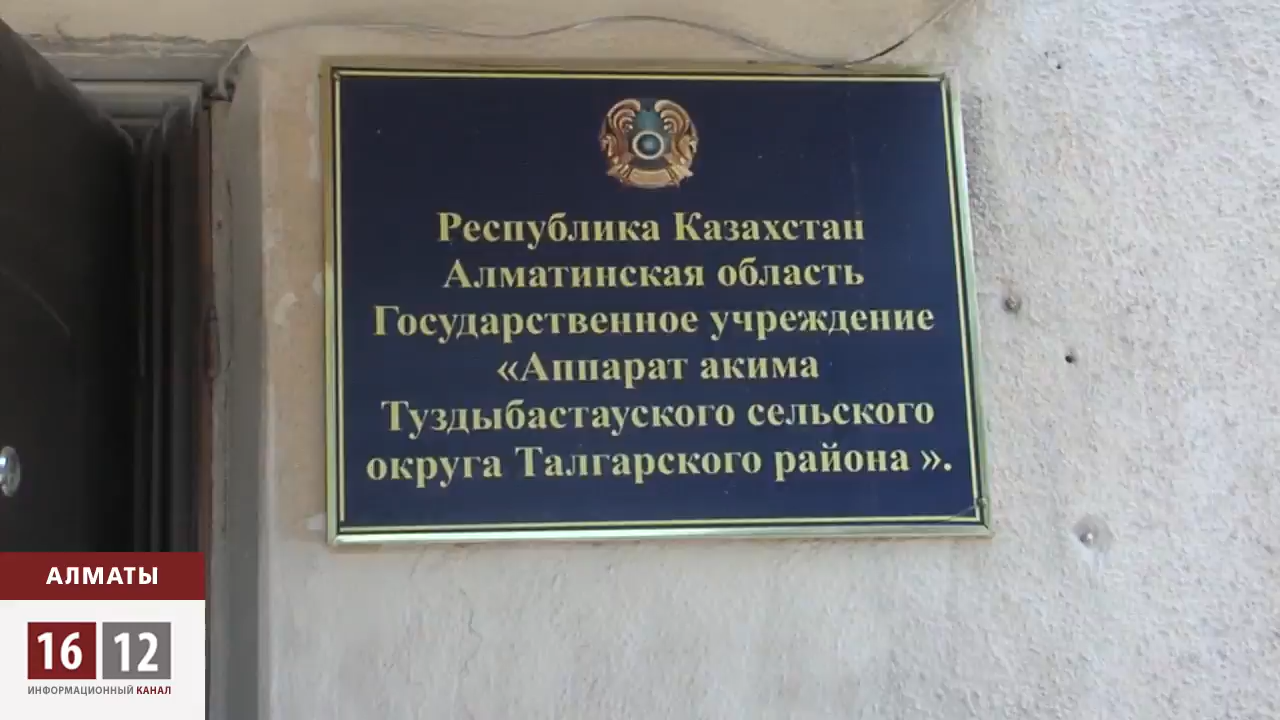 Республика Казахстан
Алматинская область
Государственное учреждение
«Аппарат акима
Туздыбастауского сельского
округа Талгарского района ».
АЛМАТЫ
16 12
ИНФОРМАЦИОННЫЙ КАНАЛ